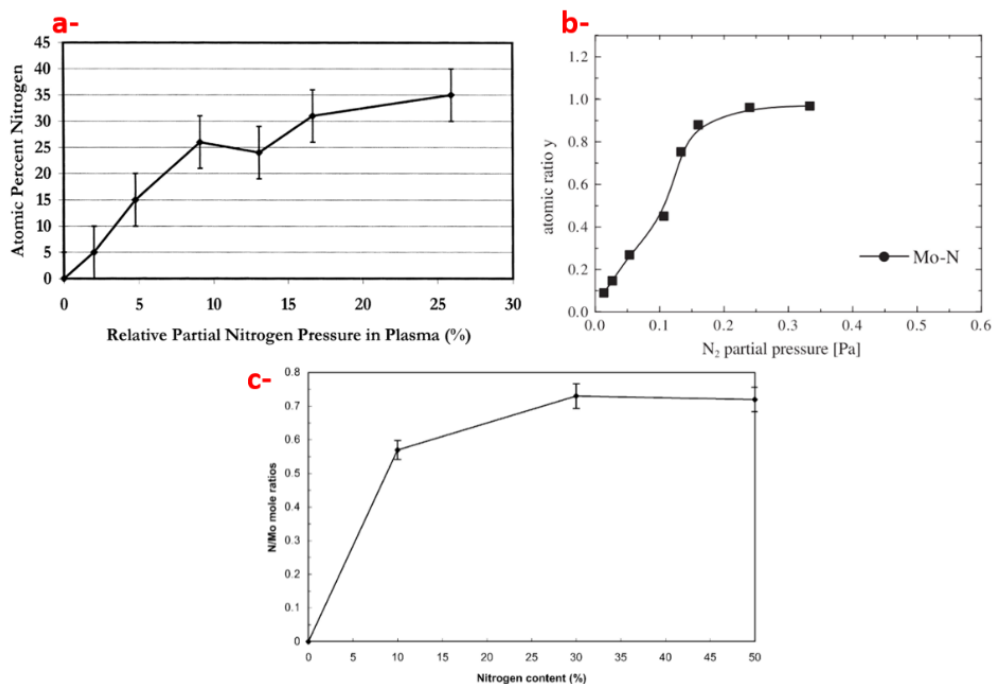 a-
Atomic Percent Nitrogen
45
40
35
30
25
20
15
10
5
0
0 5 10 15 20 25 30
Relative Partial Nitrogen Pressure in Plasma (%)
b-
atomic ratio y
1.2
1.0
0.8
0.6
0.4
0.2
0.0 0.1 0.2 0.3 0.4 0.5 0.6
N₂ partial pressure [Pa]
Mo-N
c-
N/Mo mole ratios
0.8
0.7
0.6
0.5
0.4
0.3
0.2
0.1
0
0 5 10 15 20 25 30 35 40 45 50
Nitrogen content (%)